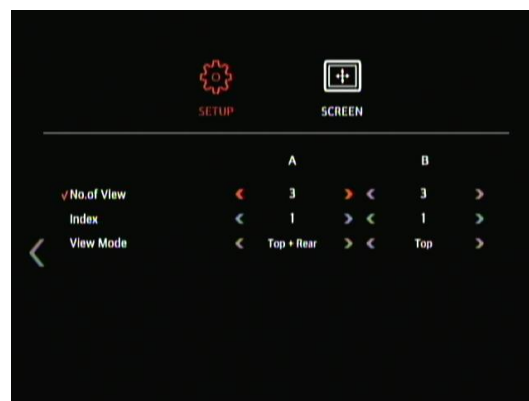 SETUP SCREEN
A B
√No.of View 3 3
Index 1 1
View Mode Top + Rear Top